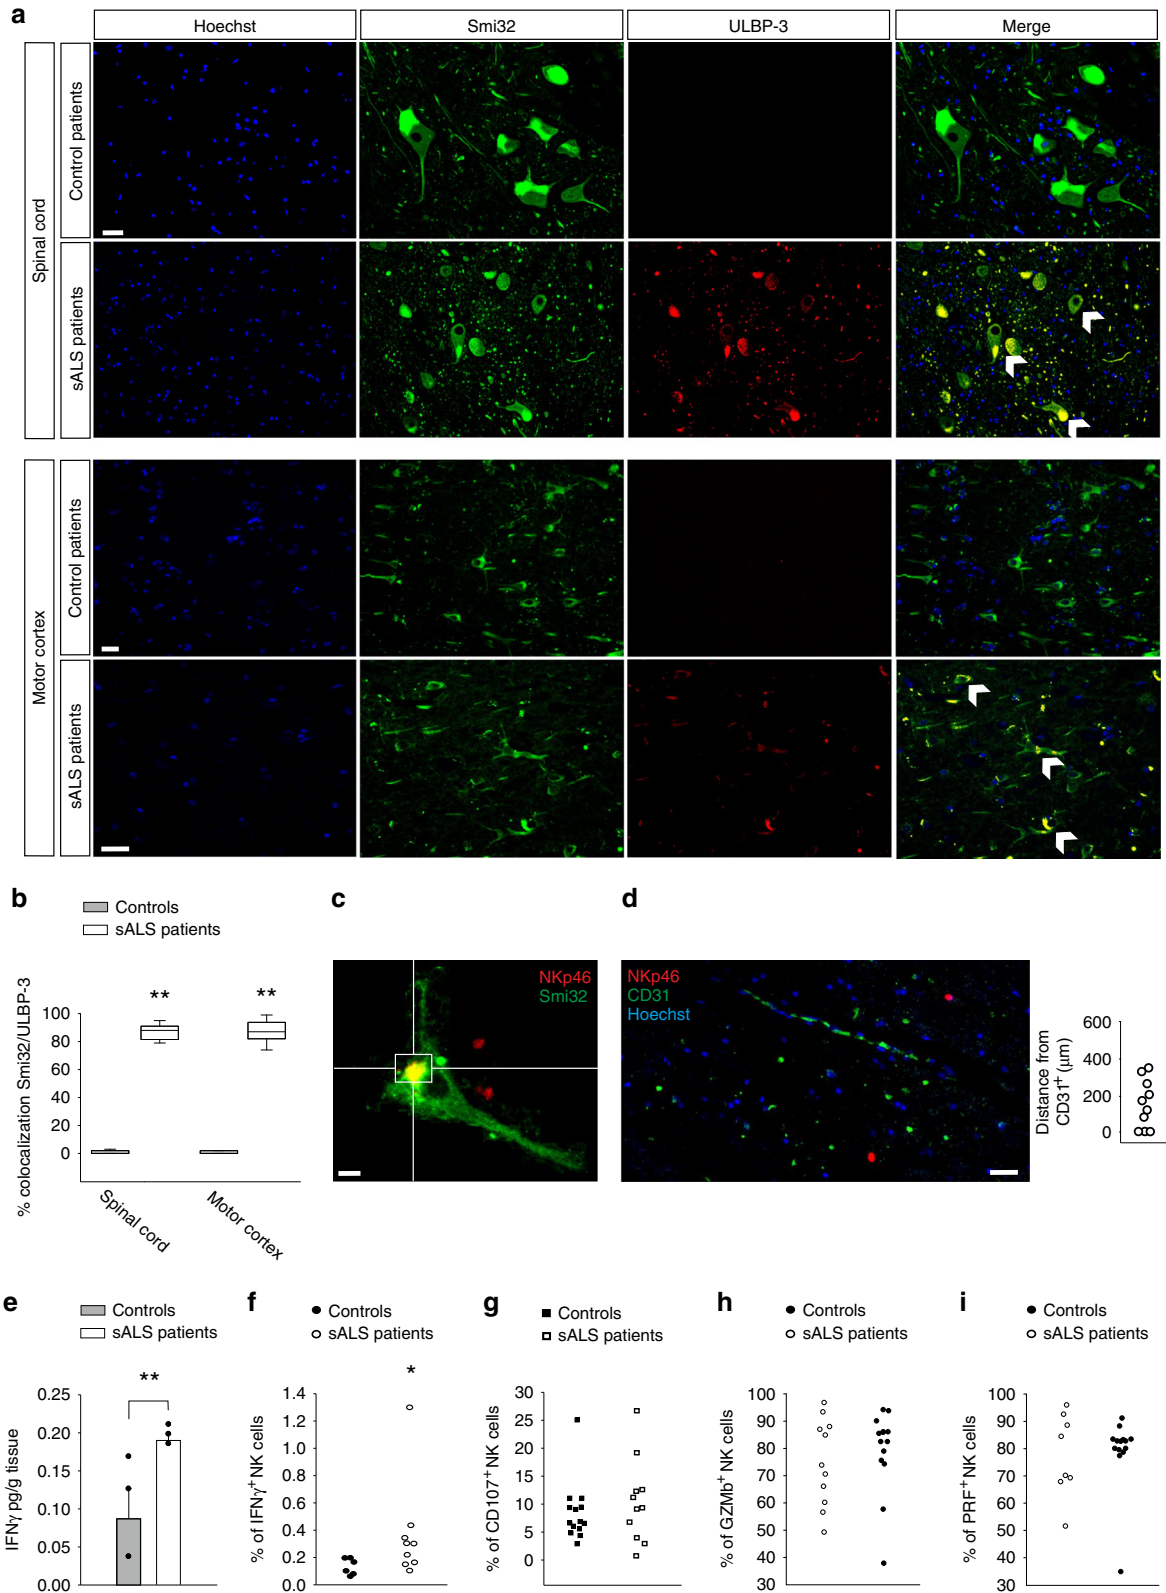 a
Hoechst
Smi32
ULBP-3
Merge
Spinal cord
Control patients
sALS patients
Motor cortex
Control patients
sALS patients
b
Controls
sALS patients
% colocalization Smi32/ULBP-3
100
80
60
40
20
0
**
**
Spinal cord
Motor cortex
c
NKp46
Smi32
d
NKp46
CD31
Hoechst
Distance from
CD31+ (μm)
600
400
200
0
e
Controls
sALS patients
IFNγ pg/g tissue
0.25
0.20
0.15
0.10
0.05
0.00
**
f
Controls
sALS patients
% of IFNγ+ NK cells
1.4
1.2
1.0
0.8
0.6
0.4
0.2
0.0
*
g
Controls
sALS patients
% of CD107+ NK cells
30
25
20
15
10
5
0
h
Controls
sALS patients
% of GZMb+ NK cells
100
90
80
70
60
50
40
30
i
Controls
sALS patients
% of PRF+ NK cells
100
90
80
70
60
50
40
30